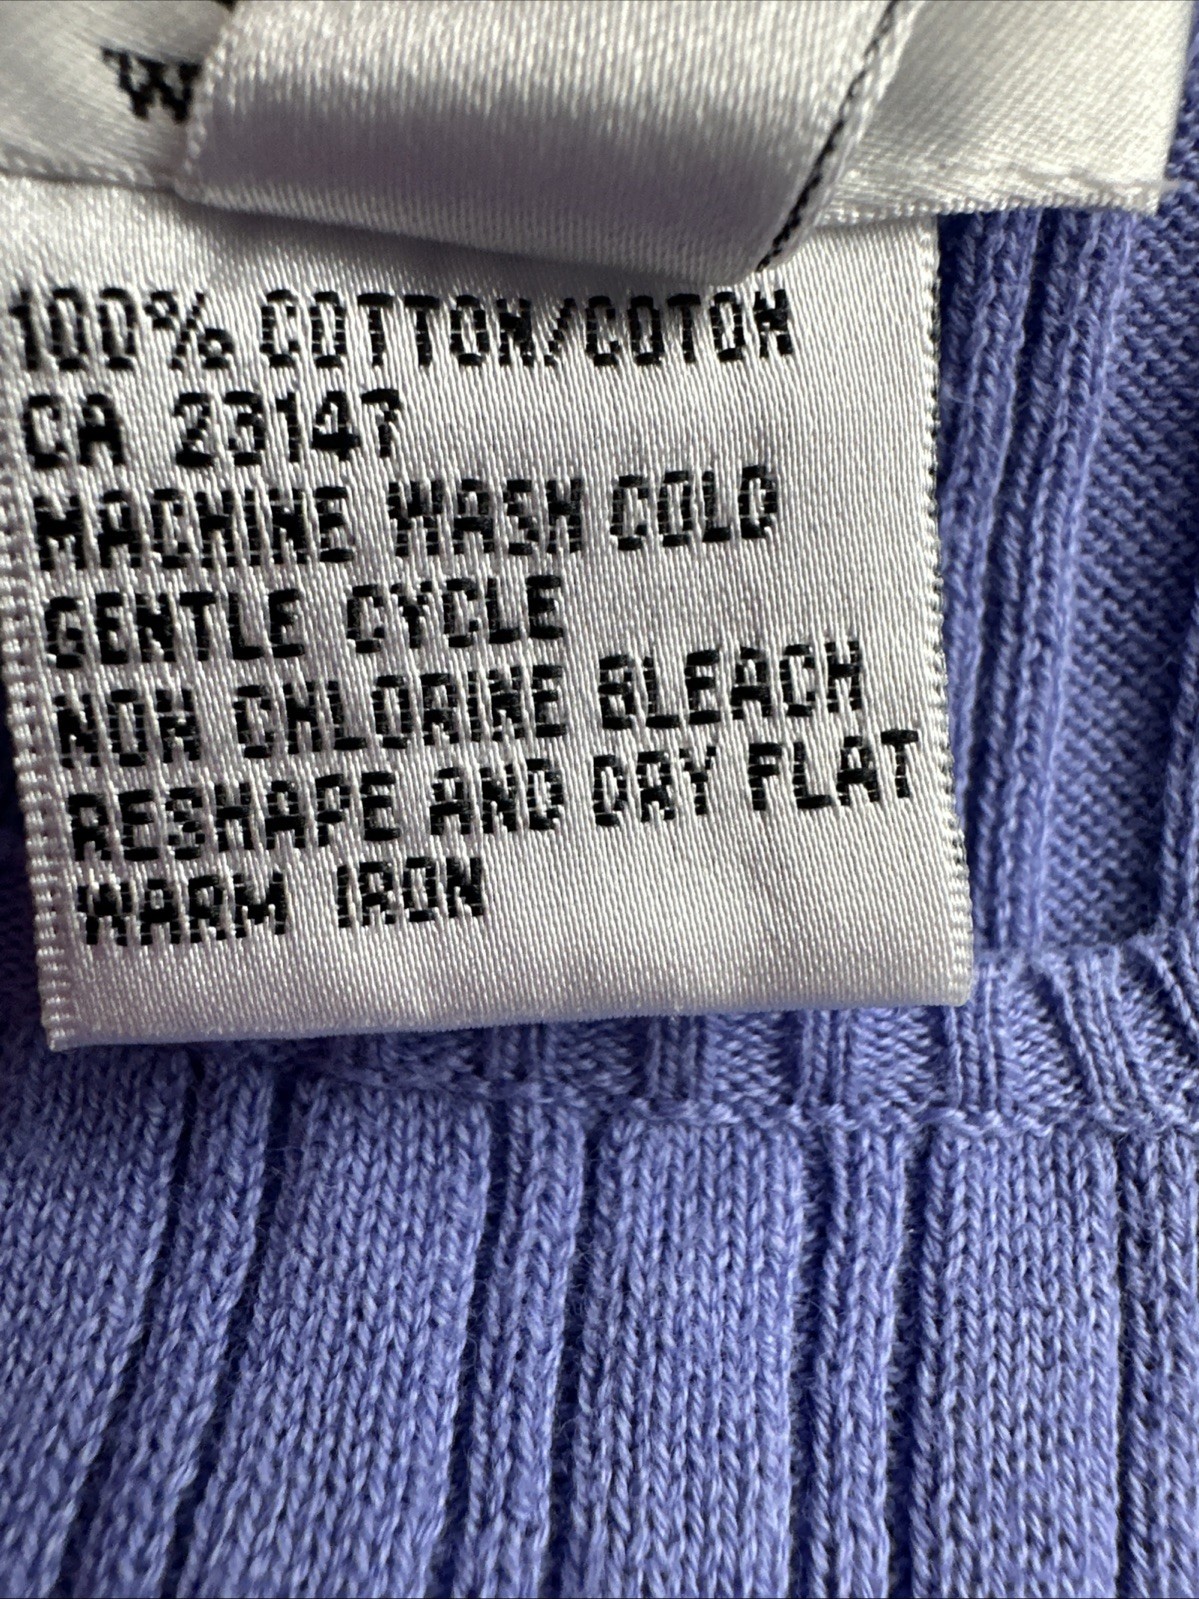 W
100% COTTON/COTON
CA 23147
MACHINE WASH COLD
GENTLE CYCLE
NON CHLORINE BLEACH
RESHAPE AND DRY FLAT
WARM IRON